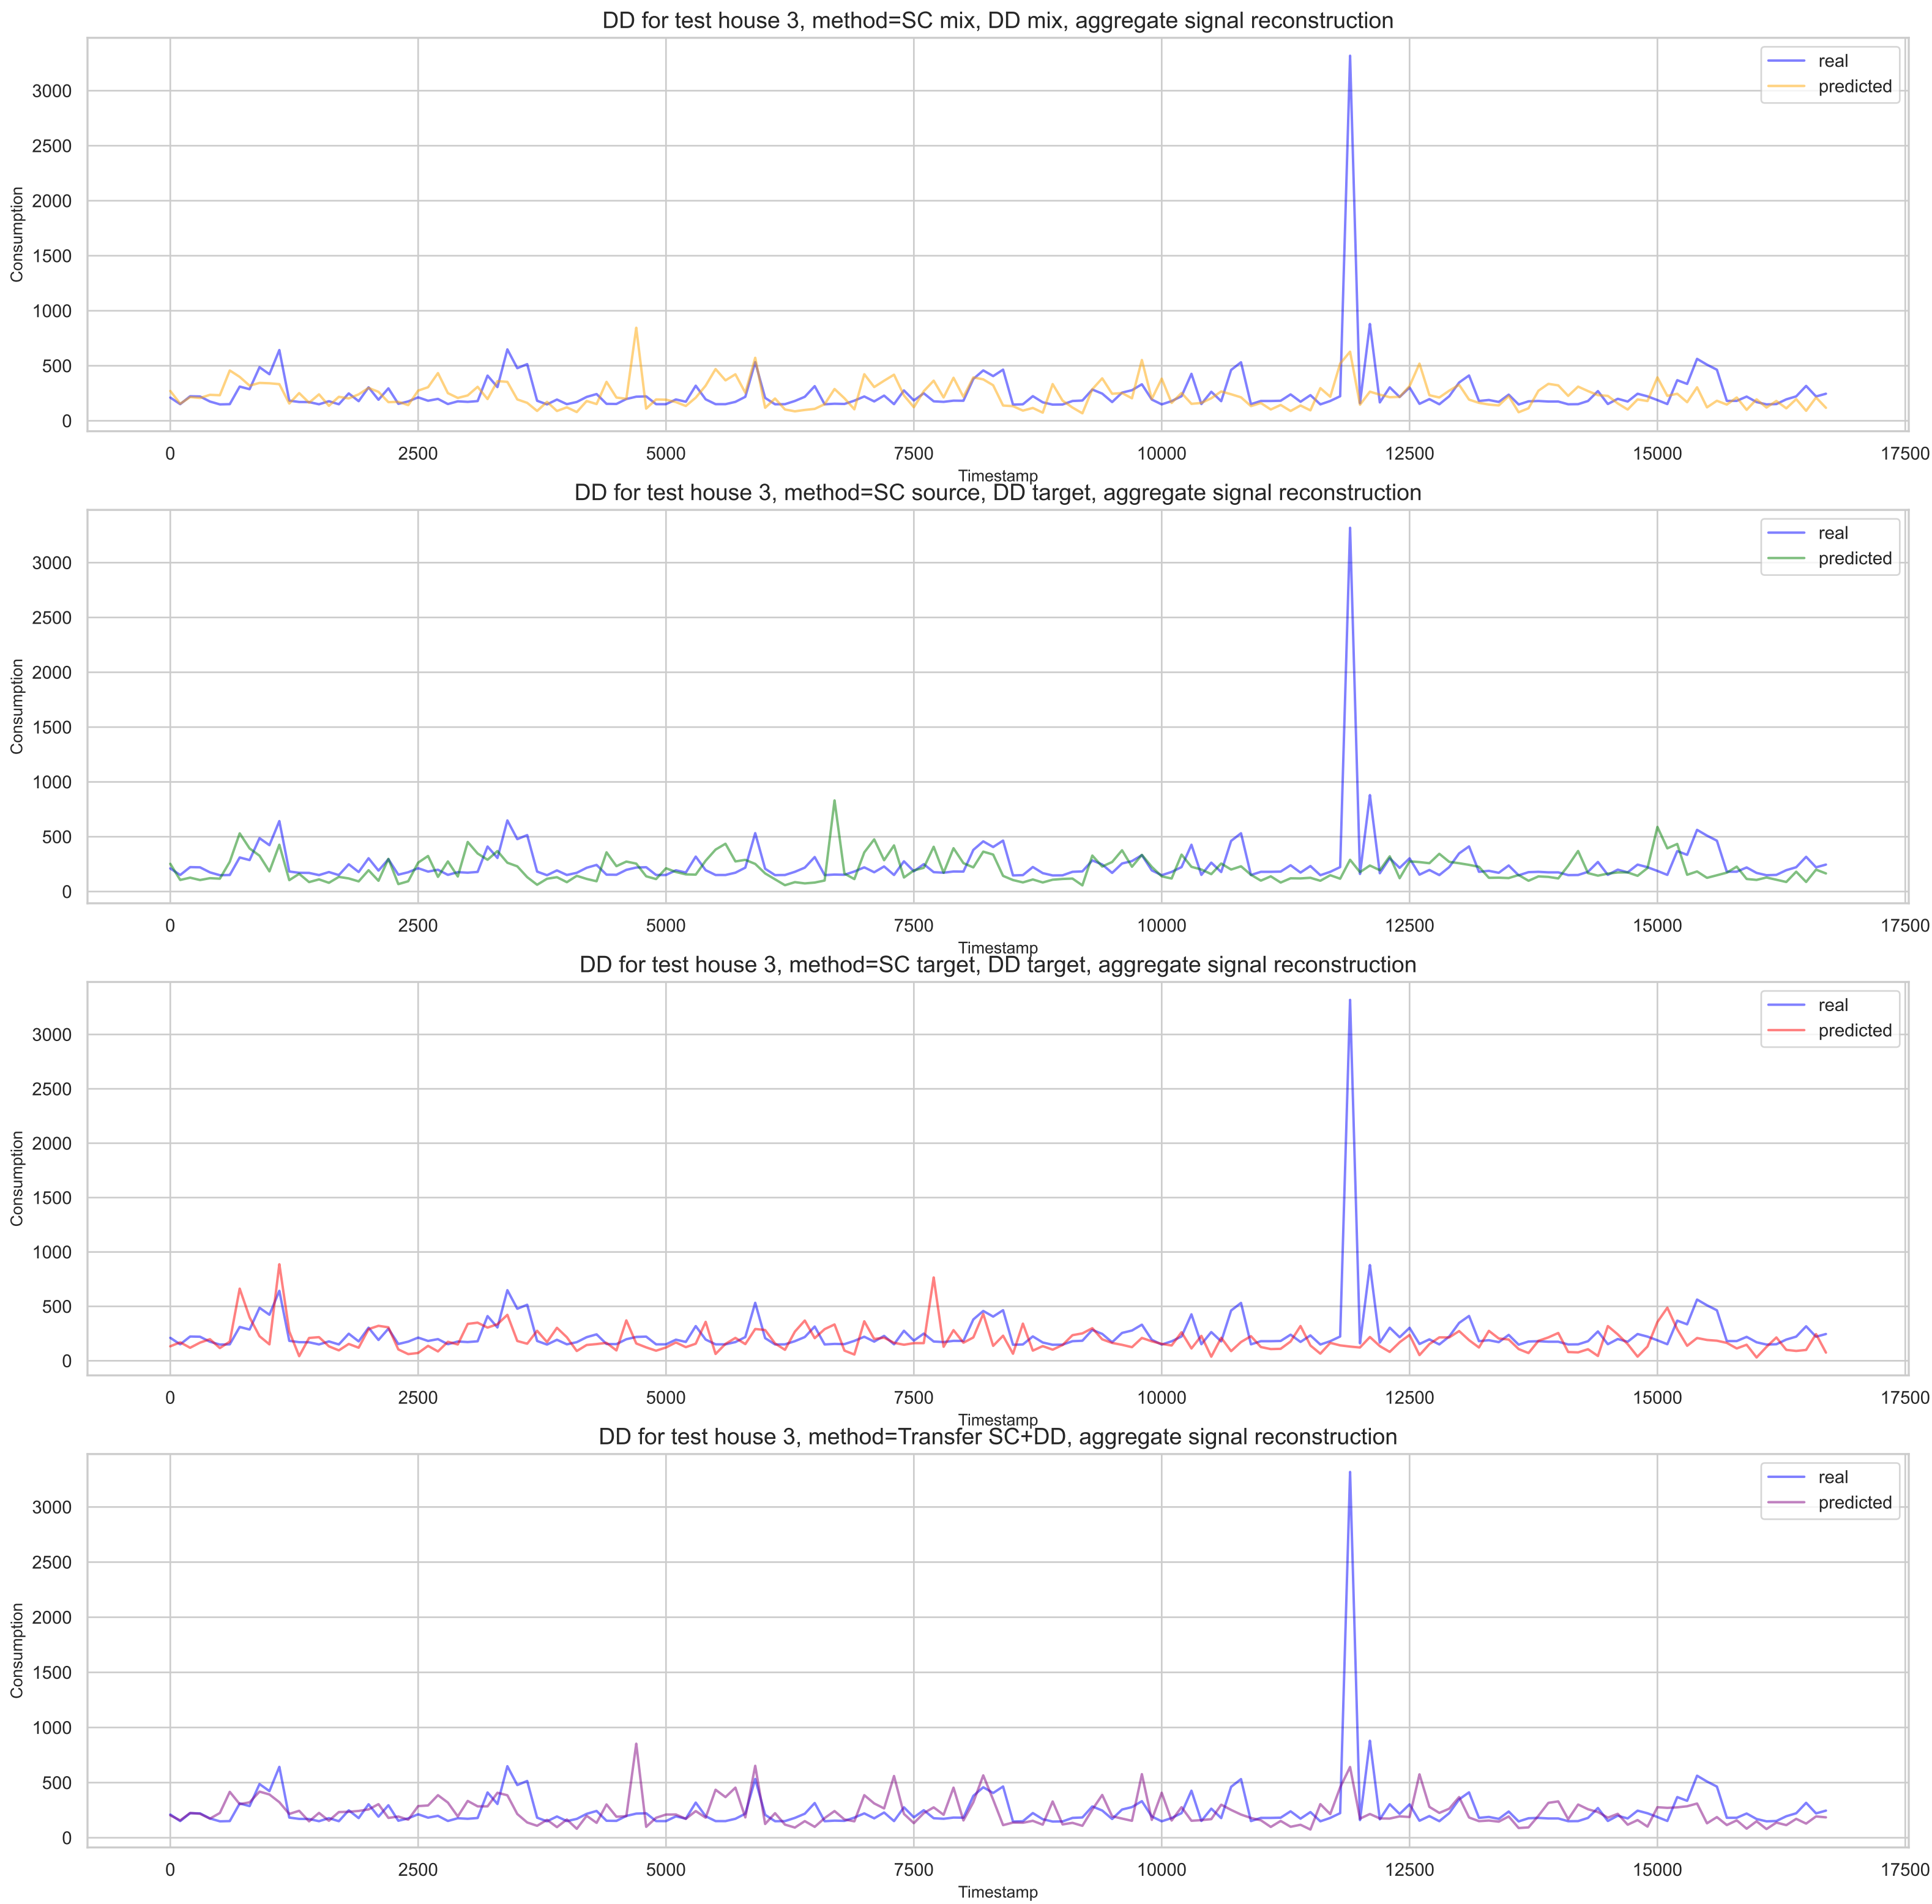 DD for test house 3, method=SC mix, DD mix, aggregate signal reconstruction
real
predicted
3000
2500
2000
1500
1000
500
0
Consumption
0 2500 5000 7500 10000 12500 15000 17500
Timestamp
DD for test house 3, method=SC source, DD target, aggregate signal reconstruction
real
predicted
3000
2500
2000
1500
1000
500
0
Consumption
0 2500 5000 7500 10000 12500 15000 17500
Timestamp
DD for test house 3, method=SC target, DD target, aggregate signal reconstruction
real
predicted
3000
2500
2000
1500
1000
500
0
Consumption
0 2500 5000 7500 10000 12500 15000 17500
Timestamp
DD for test house 3, method=Transfer SC+DD, aggregate signal reconstruction
real
predicted
3000
2500
2000
1500
1000
500
0
Consumption
0 2500 5000 7500 10000 12500 15000 17500
Timestamp